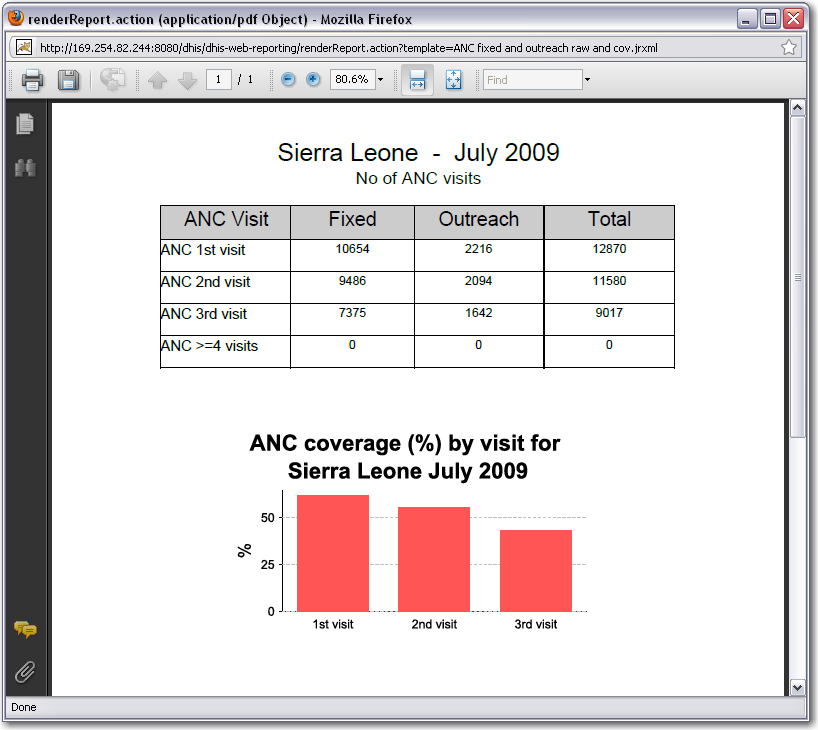 renderReport.action (application/pdf Object) - Mozilla Firefox
http://169.254.82.244:8080/dhis/dhis-web-reporting/renderReport.action?template=ANC fixed and outreach raw and cov.jrxml
1 / 1 80.6% Find
Sierra Leone - July 2009
No of ANC visits
ANC Visit Fixed Outreach Total
ANC 1st visit 10654 2216 12870
ANC 2nd visit 9486 2094 11580
ANC 3rd visit 7375 1642 9017
ANC >=4 visits 0 0 0
ANC coverage (%) by visit for
Sierra Leone July 2009
50
%
25
0
1st visit 2nd visit 3rd visit
Done